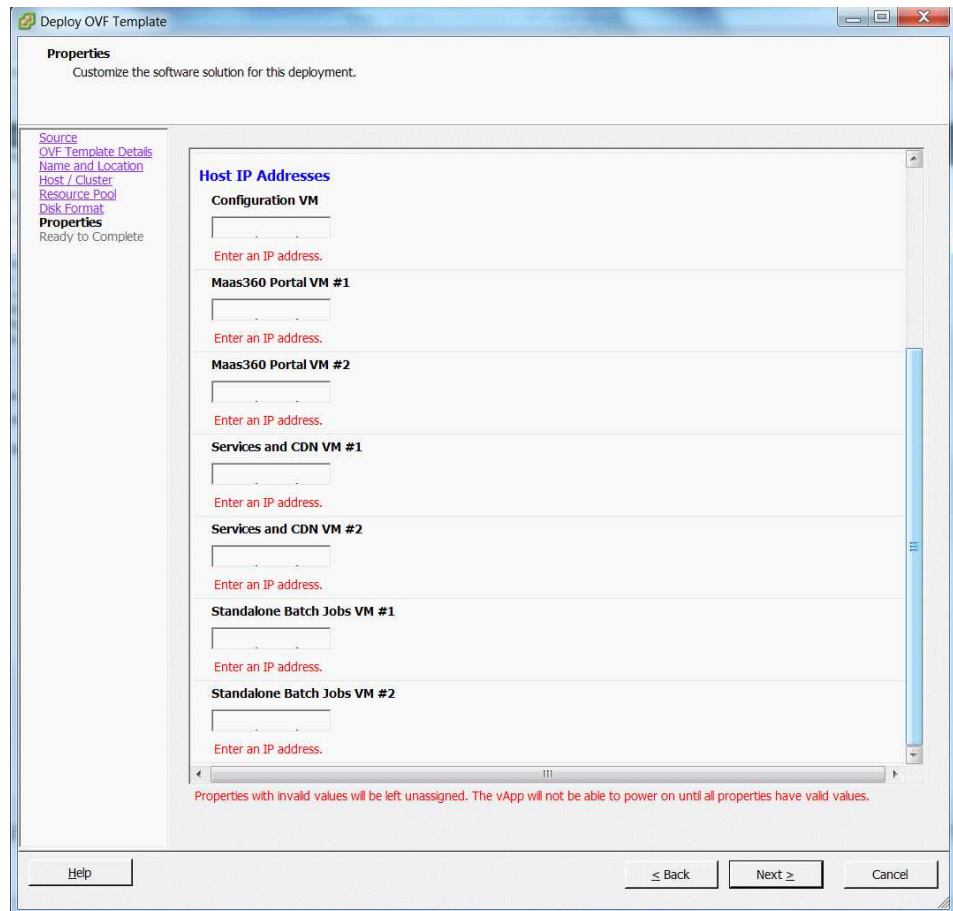 Deploy OVF Template
Properties
Customize the software solution for this deployment.
Source
OVF Template Details
Name and Location
Host / Cluster
Resource Pool
Disk Format
Properties
Ready to Complete
Host IP Addresses
Configuration VM
Enter an IP address.
Maas360 Portal VM #1
Enter an IP address.
Maas360 Portal VM #2
Enter an IP address.
Services and CDN VM #1
Enter an IP address.
Services and CDN VM #2
Enter an IP address.
Standalone Batch Jobs VM #1
Enter an IP address.
Standalone Batch Jobs VM #2
Enter an IP address.
Properties with invalid values will be left unassigned. The vApp will not be able to power on until all properties have valid values.
Help
≤ Back
Next ≥
Cancel